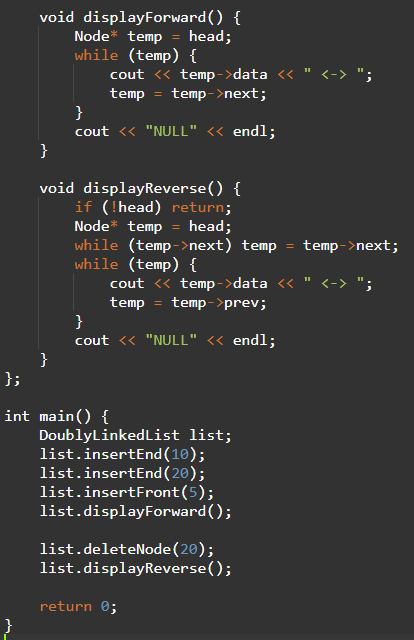 void displayForward() {
        Node* temp = head;
        while (temp) {
            cout << temp->data << " <-> ";
            temp = temp->next;
        }
        cout << "NULL" << endl;
    }

    void displayReverse() {
        if (!head) return;
        Node* temp = head;
        while (temp->next) temp = temp->next;
        while (temp) {
            cout << temp->data << " <-> ";
            temp = temp->prev;
        }
        cout << "NULL" << endl;
    }
};

int main() {
    DoublyLinkedList list;
    list.insertEnd(10);
    list.insertEnd(20);
    list.insertFront(5);
    list.displayForward();

    list.deleteNode(20);
    list.displayReverse();

    return 0;
}